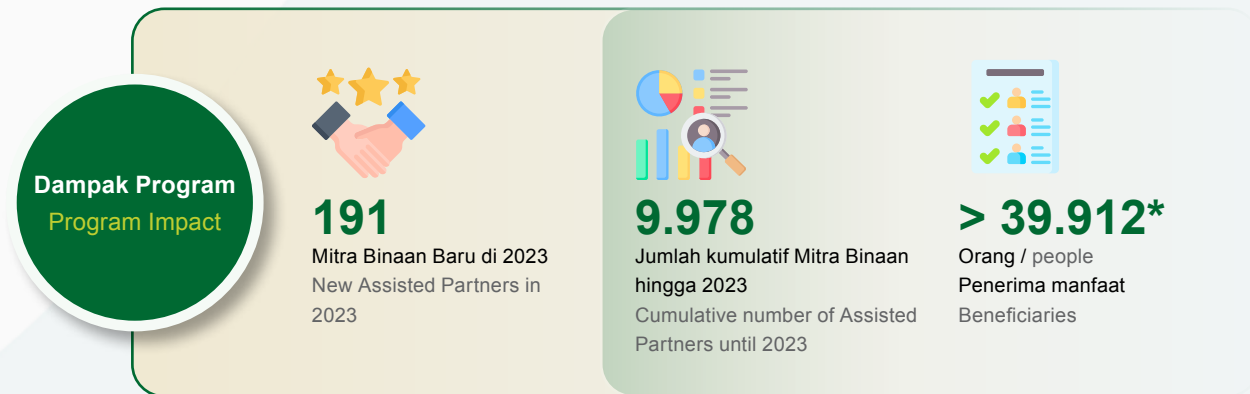 Dampak Program
Program Impact
191
Mitra Binaan Baru di 2023
New Assisted Partners in
2023
9.978
Jumlah kumulatif Mitra Binaan
hingga 2023
Cumulative number of Assisted
Partners until 2023
> 39.912*
Orang / people
Penerima manfaat
Beneficiaries